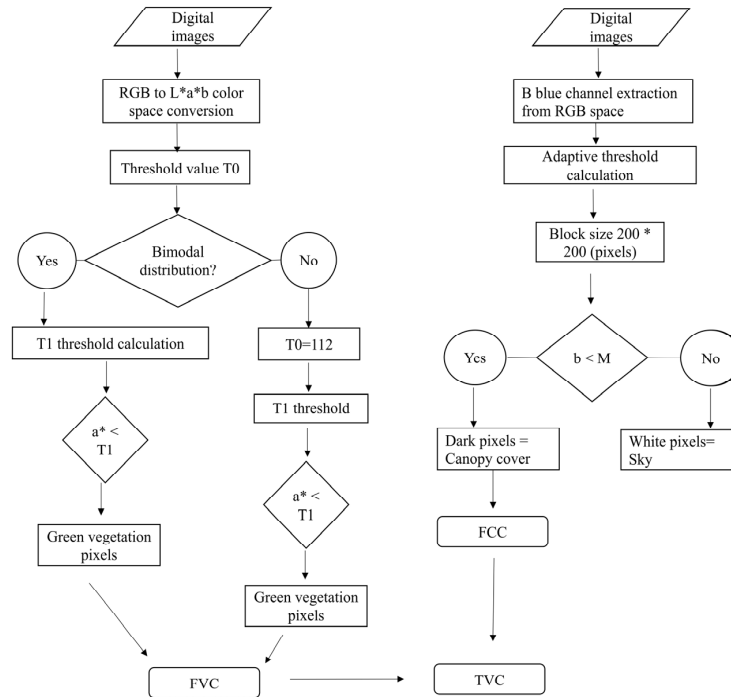 Digital
images
RGB to L*a*b color
space conversion
Threshold value T0
Bimodal
distribution?
Yes
No
T1 threshold calculation
T0=112
a* <
T1
T1 threshold
Green vegetation
pixels
a* <
T1
Green vegetation
pixels
FVC
Digital
images
B blue channel extraction
from RGB space
Adaptive threshold
calculation
Block size 200 *
200 (pixels)
b < M
Yes
No
Dark pixels =
Canopy cover
White pixels=
Sky
FCC
TVC